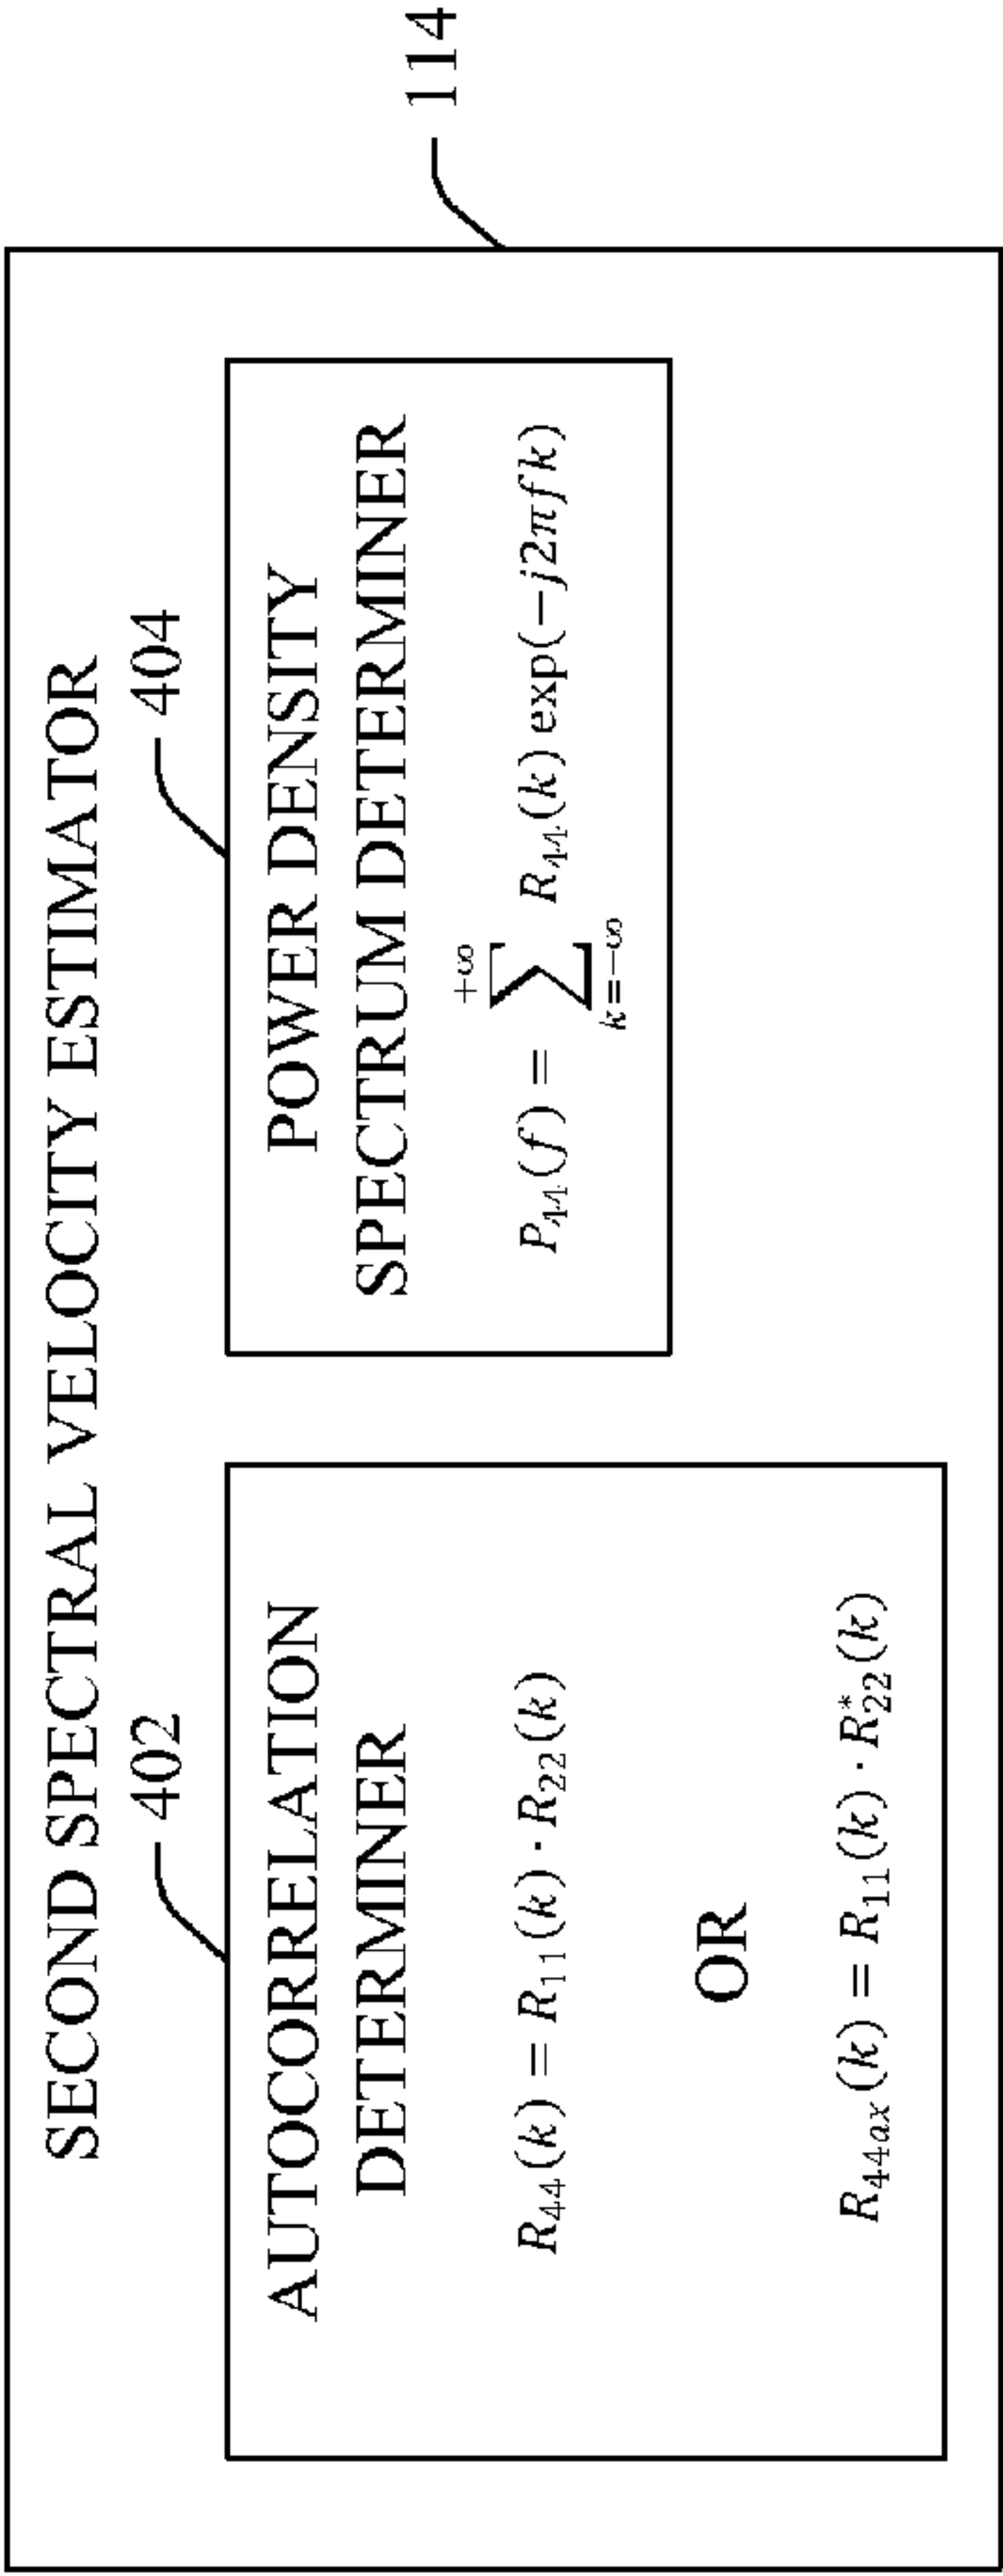 SECOND SPECTRAL VELOCITY ESTIMATOR
114
402
AUTOCORRELATION
DETERMINER
R₄₄(k) = R₁₁(k) · R₂₂(k)
OR
R₄₄ₐₓ(k) = R₁₁(k) · R*₂₂(k)
404
POWER DENSITY
SPECTRUM DETERMINER
P₄₄(f) = ∑_{k=−∞}^{+∞} R₄₄(k) exp(−j2πfk)